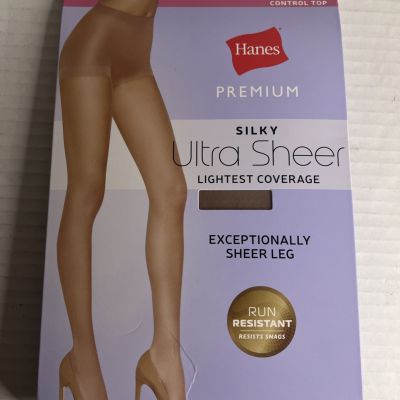 CONTROL TOP
Hanes
PREMIUM
SILKY
Ultra Sheer
LIGHTEST COVERAGE
EXCEPTIONALLY
SHEER LEG
RUN
RESISTANT
RESISTS SNAGS